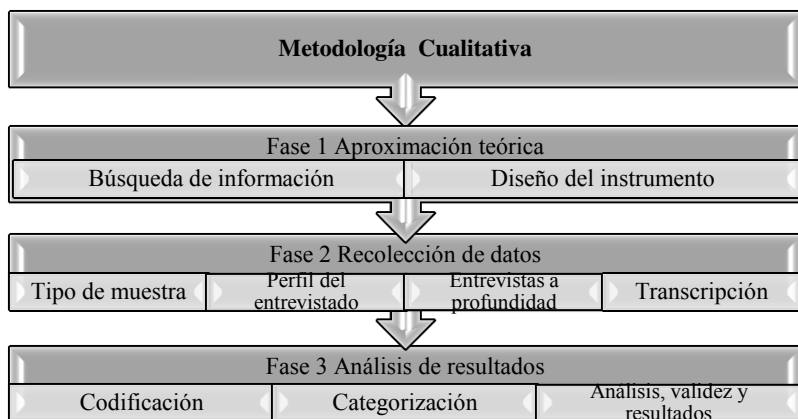 Metodología Cualitativa
Fase 1 Aproximación teórica
Búsqueda de información
Diseño del instrumento
Fase 2 Recolección de datos
Tipo de muestra
Perfil del
entrevistado
Entrevistas a
profundidad
Transcripción
Fase 3 Análisis de resultados
Codificación
Categorización
Análisis, validez y
resultados